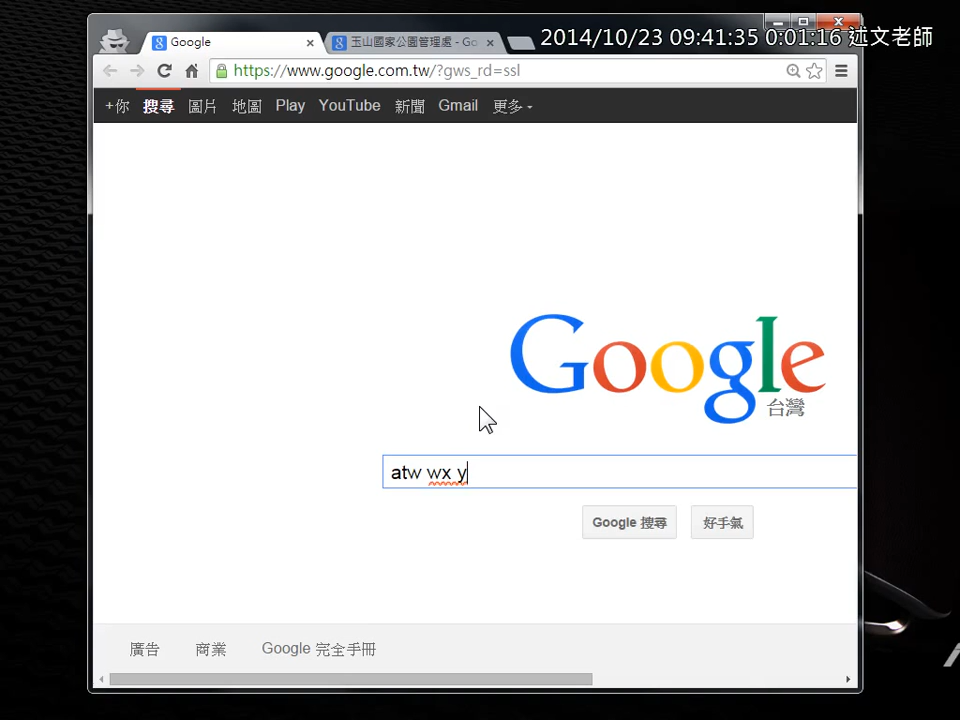 2014/10/23 09:41:35 0:01:16 述文老師
Google
玉山國家公園管理處 - Go
https://www.google.com.tw/?gws_rd=ssl
+你 搜尋 圖片 地圖 Play YouTube 新聞 Gmail 更多
Google
台灣
atw wx y
Google 搜尋 好手氣
廣告 商業 Google 完全手冊